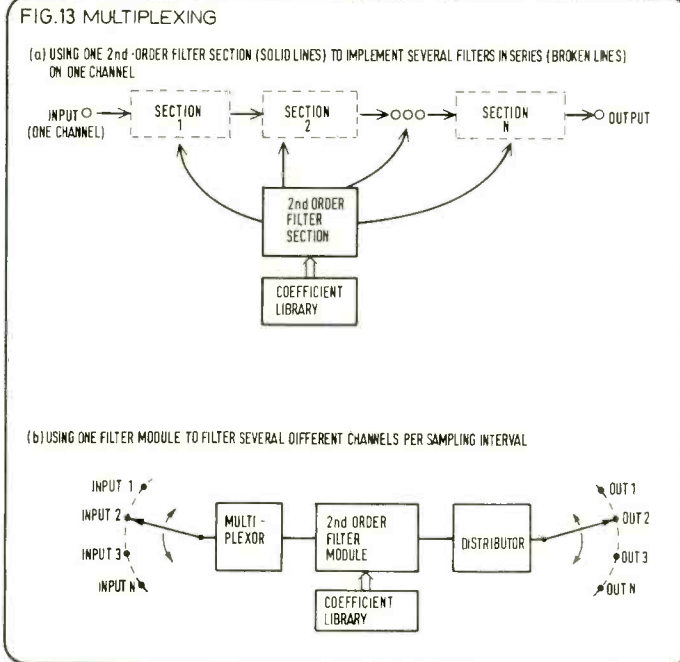 FIG.13 MULTIPLEXING
(a) USING ONE 2nd-ORDER FILTER SECTION (SOLID LINES) TO IMPLEMENT SEVERAL FILTERS IN SERIES (BROKEN LINES)
ON ONE CHANNEL
INPUT
(ONE CHANNEL)
SECTION
1
SECTION
2
SECTION
N
OUTPUT
2nd ORDER
FILTER
SECTION
COEFFICIENT
LIBRARY
(b) USING ONE FILTER MODULE TO FILTER SEVERAL DIFFERENT CHANNELS PER SAMPLING INTERVAL
INPUT 1
INPUT 2
INPUT 3
INPUT N
MULTI-
PLEXOR
2nd ORDER
FILTER
MODULE
COEFFICIENT
LIBRARY
DISTRIBUTOR
OUT 1
OUT 2
OUT 3
OUT N